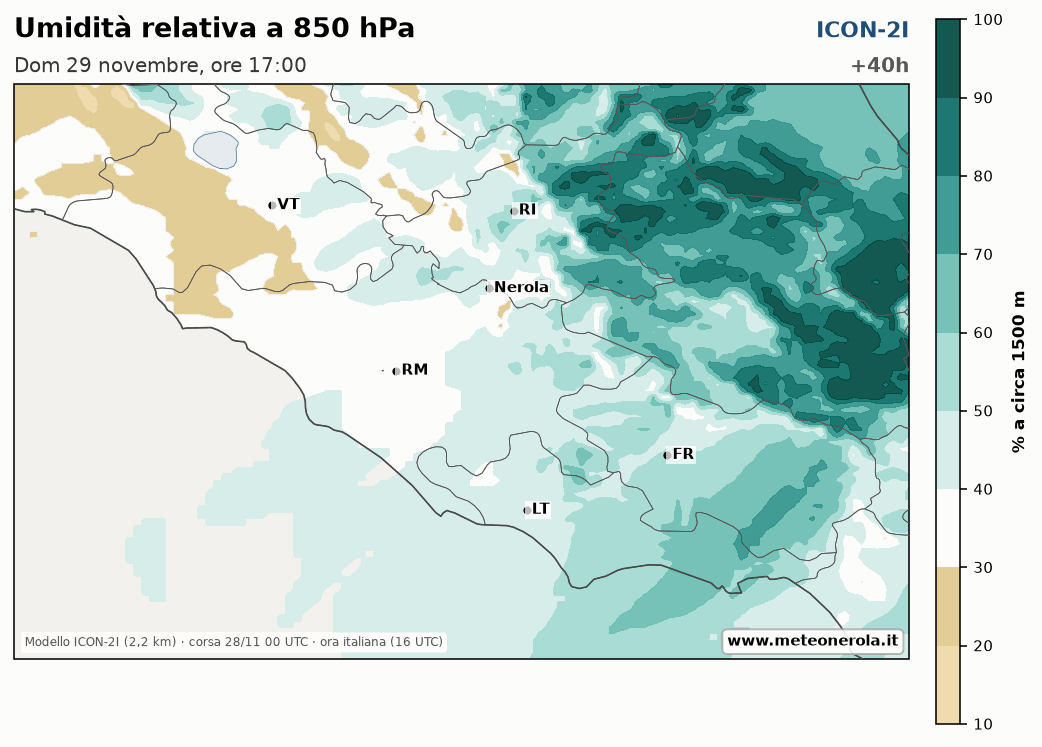 Umidità relativa a 850 hPa
ICON-2I
Dom 29 novembre, ore 17:00
+40h
VT
RI
Nerola
RM
FR
LT
Modello ICON-2I (2,2 km) · corsa 28/11 00 UTC · ora italiana (16 UTC)
www.meteonerola.it
100
90
80
70
60
50
40
30
20
10
% a circa 1500 m